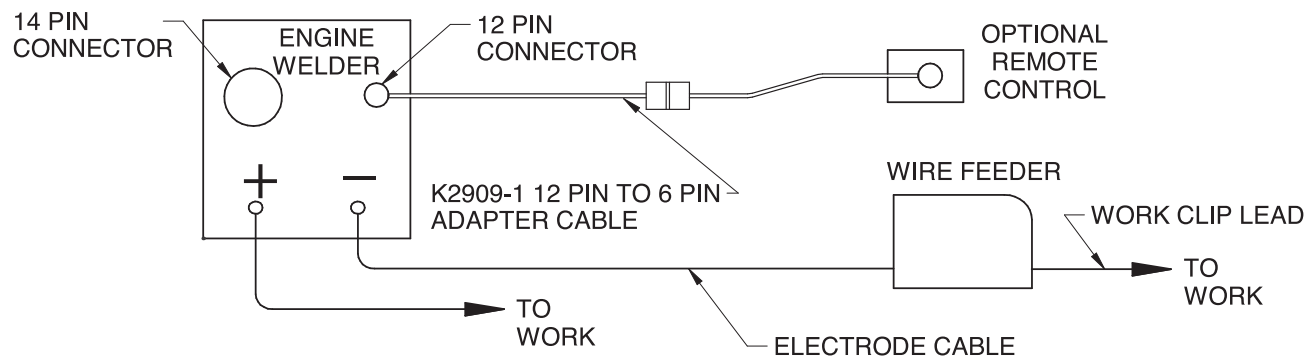 14 PIN
CONNECTOR
ENGINE
WELDER
12 PIN
CONNECTOR
OPTIONAL
REMOTE
CONTROL
+
−
K2909-1 12 PIN TO 6 PIN
ADAPTER CABLE
WIRE FEEDER
WORK CLIP LEAD
TO
WORK
TO
WORK
ELECTRODE CABLE